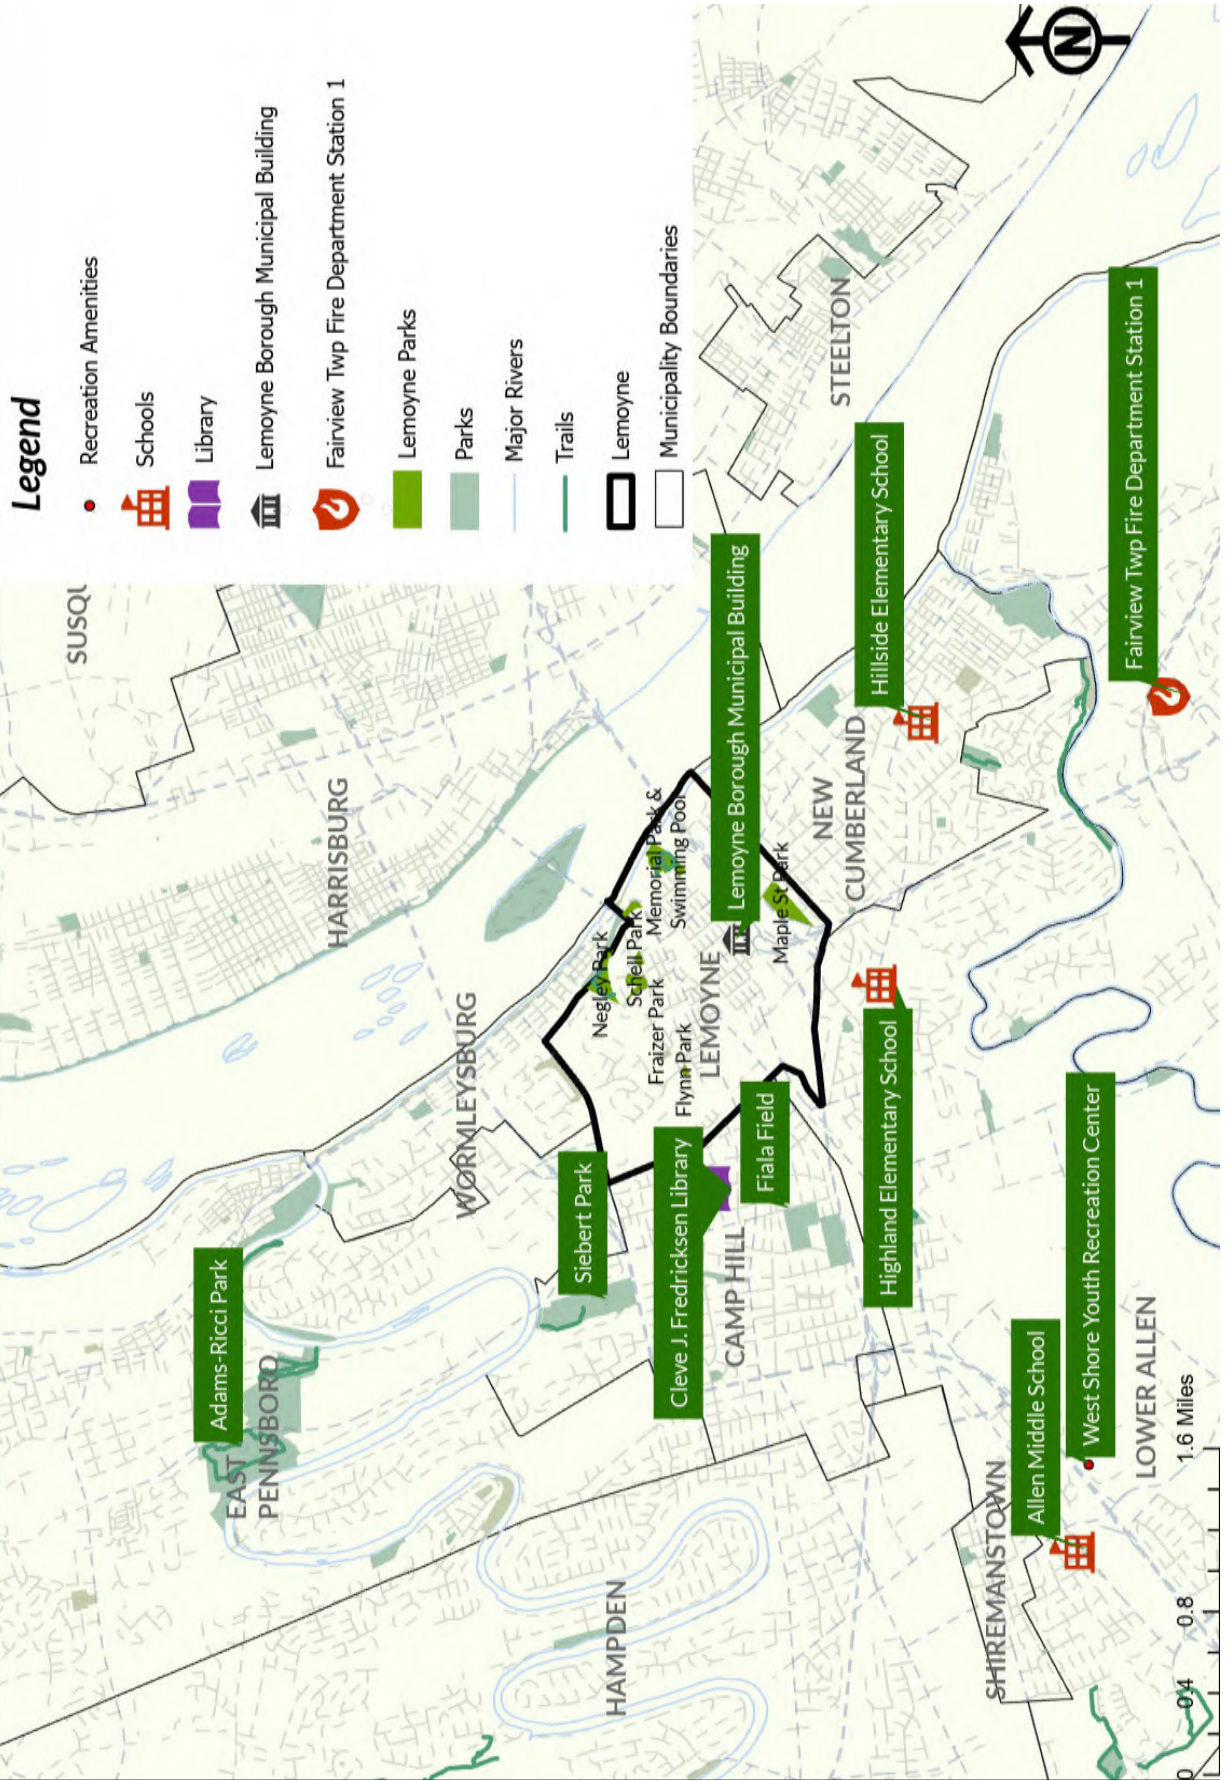 Legend
Recreation Amenities
Schools
Library
Lemoyne Borough Municipal Building
Fairview Twp Fire Department Station 1
Lemoyne Parks
Parks
Major Rivers
Trails
Lemoyne
Municipality Boundaries
SUSQU
HARRISBURG
Adams-Ricci Park
EAST
PENNSBORO
WORMLEYSBURG
STEELTON
HAMPDEN
Siebert Park
Negley Park
Schell Park
Memorial Park &
Swimming Pool
Fraizer Park
Flynn Park
LEMOYNE
Cleve J. Fredricksen Library
CAMP HILL
Fiala Field
Lemoyne Borough Municipal Building
Maple St Park
NEW
CUMBERLAND
Hillside Elementary School
Highland Elementary School
SHIREMANSTOWN
Allen Middle School
West Shore Youth Recreation Center
LOWER ALLEN
Fairview Twp Fire Department Station 1
N
0
0.4
0.8
1.6 Miles